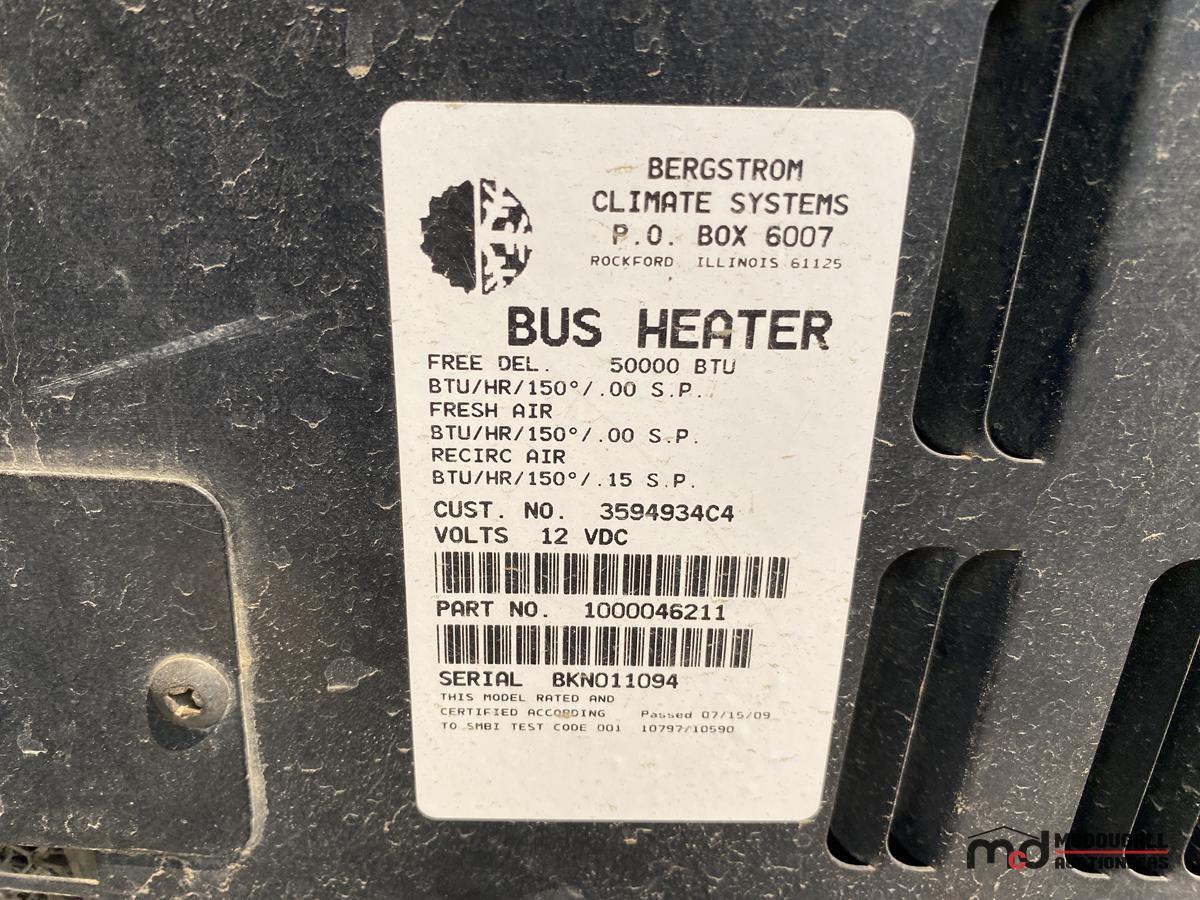 BERGSTROM
CLIMATE SYSTEMS
P.O. BOX 6007
ROCKFORD ILLINOIS 61125
BUS HEATER
FREE DEL. 50000 BTU
BTU/HR/150°/.00 S.P.
FRESH AIR
BTU/HR/150°/.00 S.P.
RECIRC AIR
BTU/HR/150°/.15 S.P.
CUST. NO. 3594934C4
VOLTS 12 VDC
PART NO. 1000046211
SERIAL BKN011094
THIS MODEL RATED AND
CERTIFIED ACCORDING Passed 07/15/09
TO SMBI TEST CODE 001 10797/10590
mcd MCDOUGALL
AUCTIONEERS